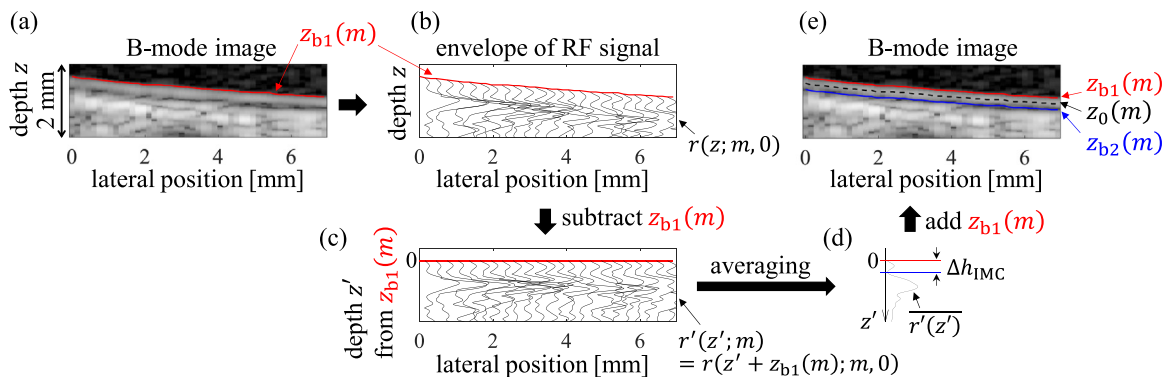 (a)
B-mode image
z_b1(m)
depth z
2 mm
0 2 4 6
lateral position [mm]
(b)
envelope of RF signal
depth z
r(z; m, 0)
0 2 4 6
lateral position [mm]
(e)
B-mode image
z_b1(m)
z_0(m)
z_b2(m)
depth z
0 2 4 6
lateral position [mm]
subtract z_b1(m)
add z_b1(m)
(c)
depth z′
from z_b1(m)
0
0 2 4 6
lateral position [mm]
r′(z′; m)
= r(z′ + z_b1(m); m, 0)
averaging
(d)
0
Δh_IMC
z′
r′(z′)